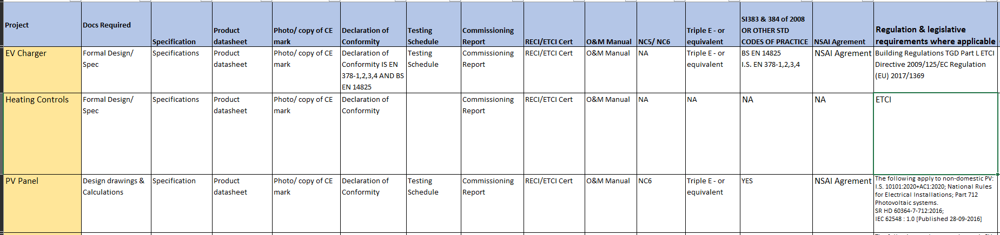 Project
Docs Required
Specification
Product
datasheet
Photo/ copy of CE
mark
Declaration of
Conformity
Testing
Schedule
Commissioning
Report
RECI/ETCI Cert
O&M Manual
NC5/ NC6
Triple E - or
equivalent
SI383 & 384 of 2008
OR OTHER STD
CODES OF PRACTICE
NSAI Agrement
Regulation & legislative
requirements where applicable
EV Charger
Formal Design/
Spec
Specifications
Product
datasheet
Photo/ copy of CE
mark
Declaration of
Conformity IS EN
378-1,2,3,4 AND BS
EN 14825
Testing
Schedule
Commissioning
Report
RECI/ETCI Cert
O&M Manual
NA
Triple E - or
equivalent
BS EN 14825
I.S. EN 378-1,2,3,4
NSAI Agrement
Building Regulations TGD Part L ETCI
Directive 2009/125/EC Regulation
(EU) 2017/1369
Heating Controls
Formal Design/
Spec
Specifications
Product
datasheet
Photo/ copy of CE
mark
Declaration of
Conformity
Commissioning
Report
RECI/ETCI Cert
O&M Manual
NA
NA
NA
NA
ETCI
PV Panel
Design drawings &
Calculations
Specification
Product
datasheet
Photo/ copy of CE
mark
Declaration of
Conformity
Testing
Schedule
Commissioning
Report
RECI/ETCI Cert
O&M Manual
NC6
Triple E - or
equivalent
YES
NSAI Agrement
The following apply to non-domestic PV:
I.S. 10101:2020+AC1:2020; National Rules
for Electrical Installations; Part 712
Photovoltaic systems.
SR HD 60364-7-712:2016;
IEC 62548 : 1.0 [Published 28-09-2016]